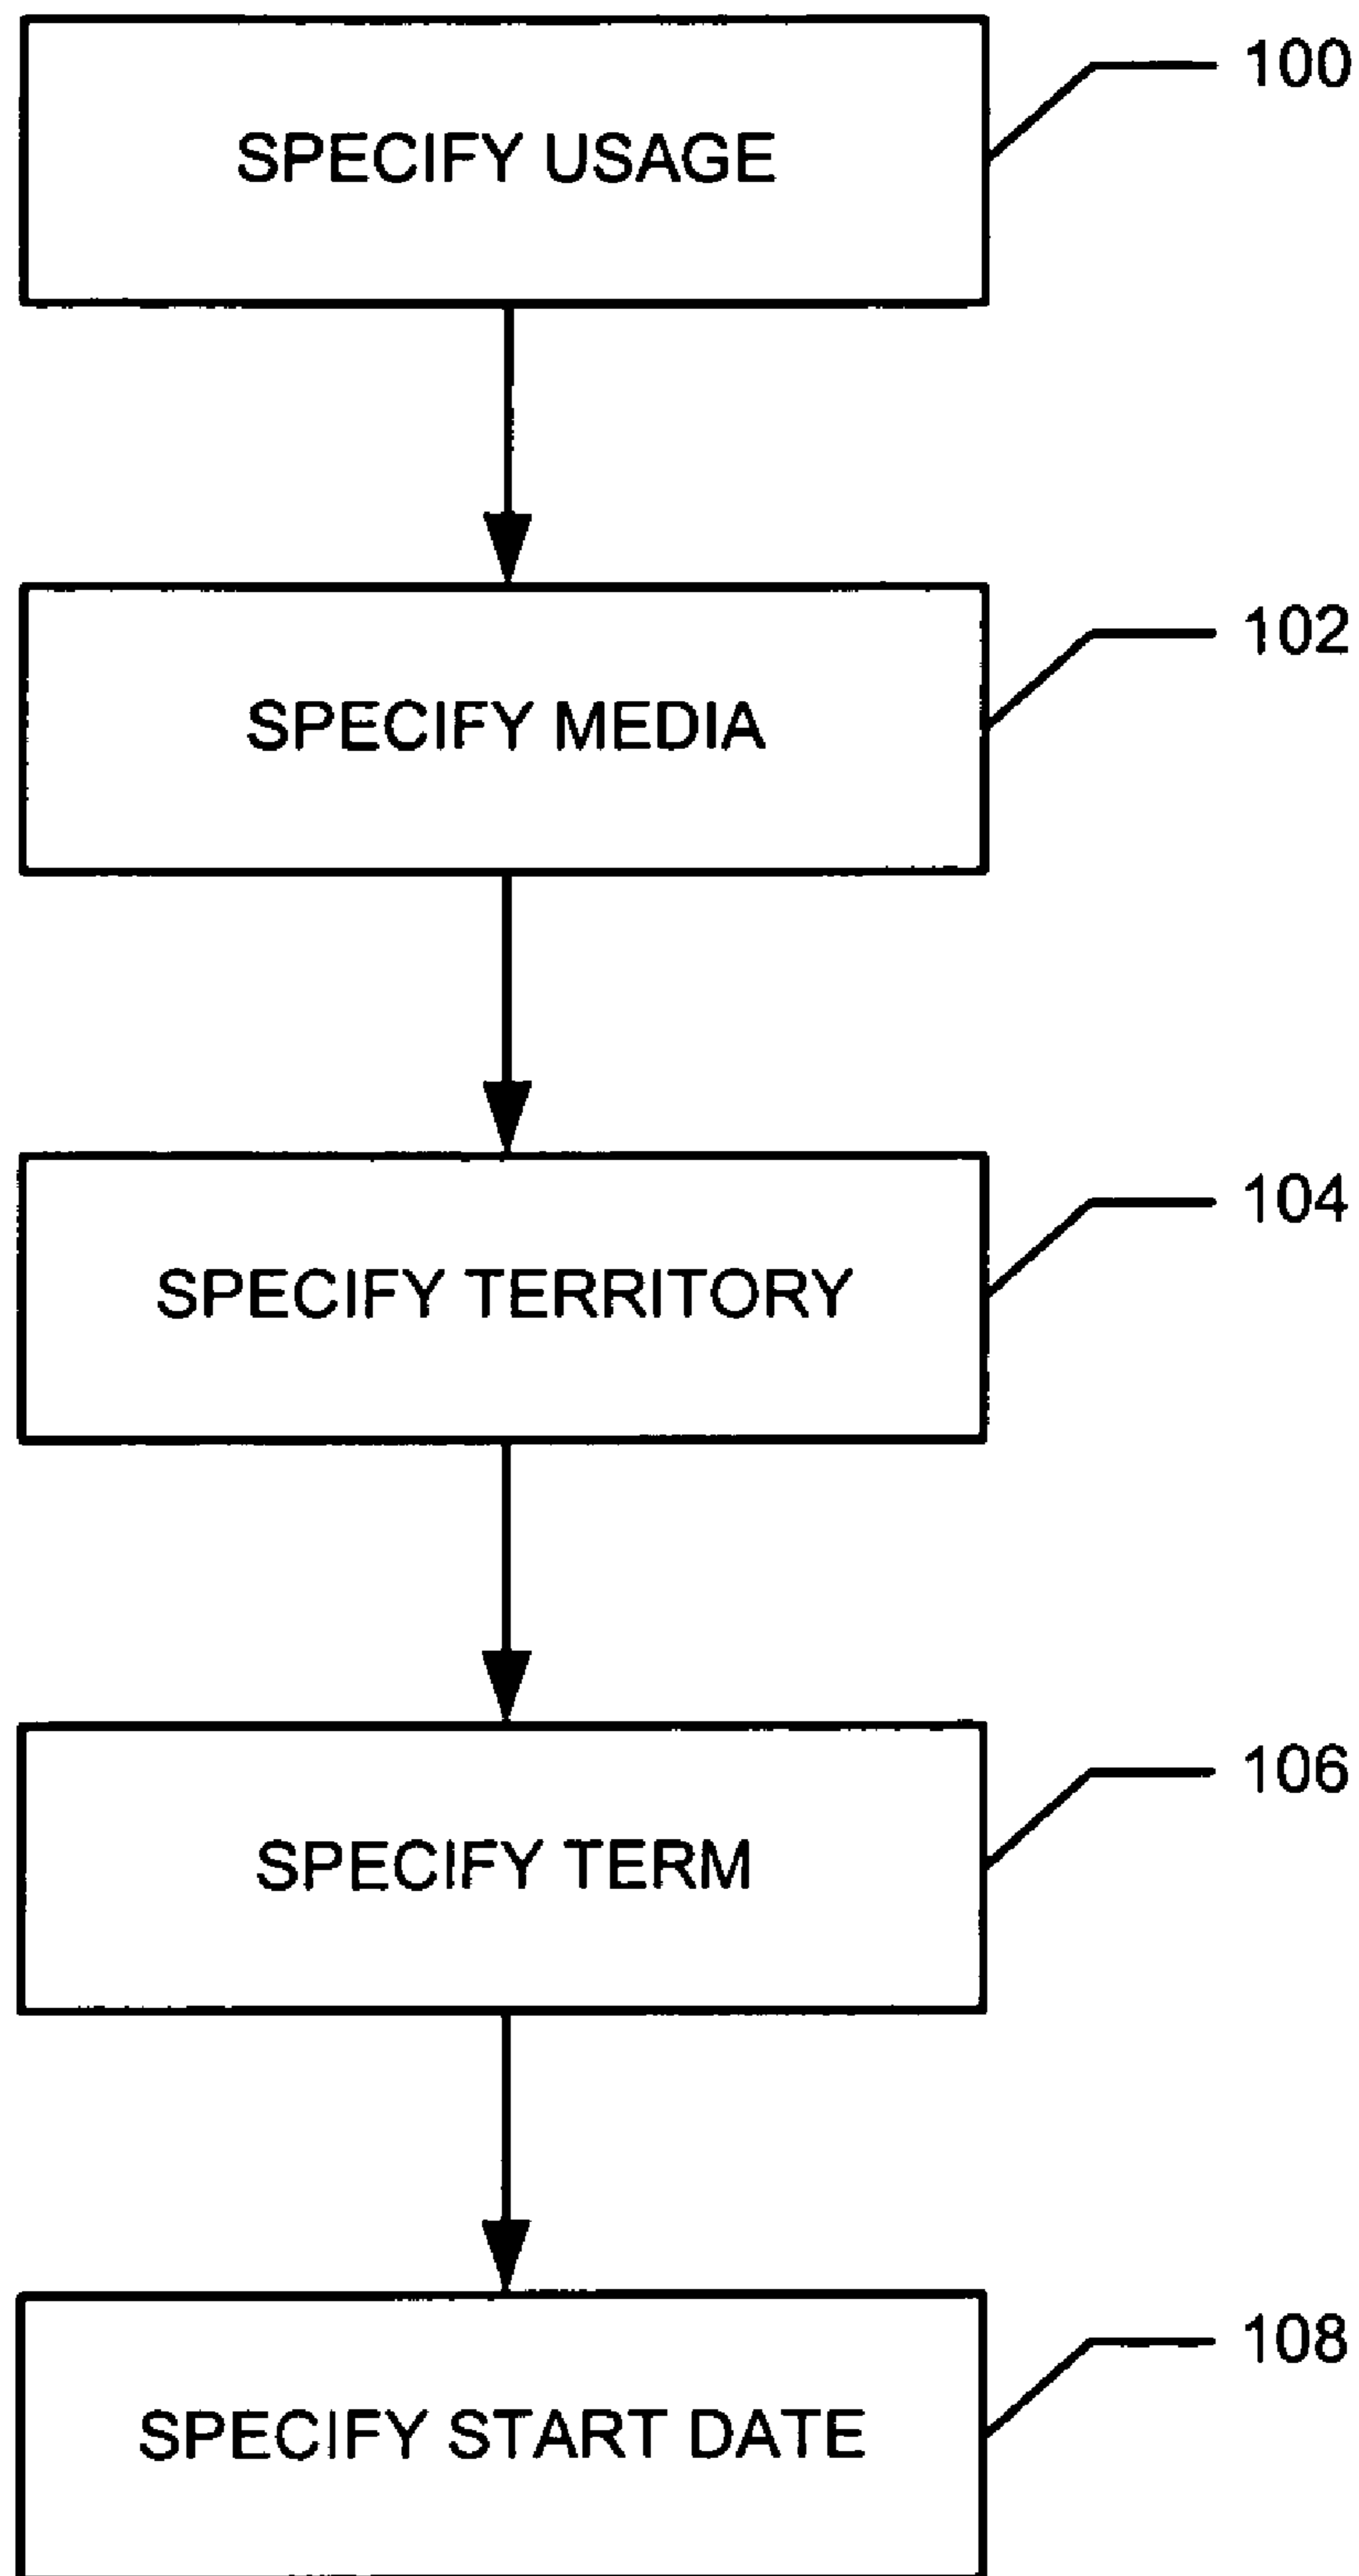 100
SPECIFY USAGE
102
SPECIFY MEDIA
104
SPECIFY TERRITORY
106
SPECIFY TERM
108
SPECIFY START DATE